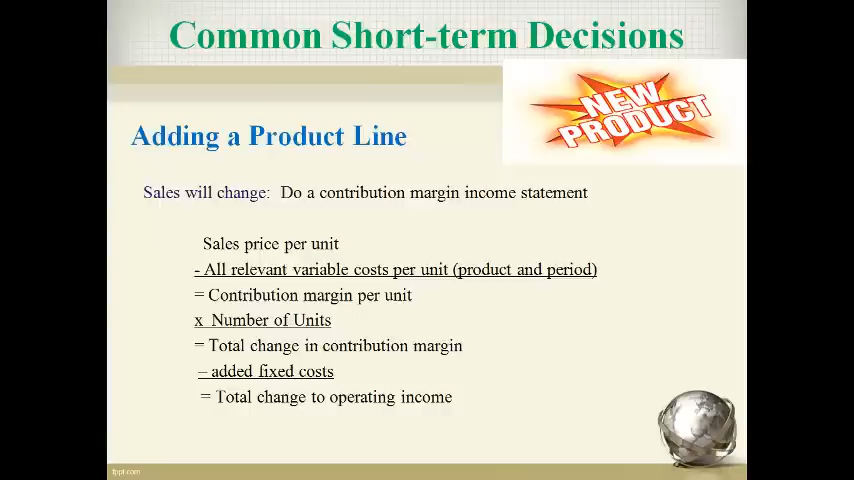 Common Short-term Decisions
NEW
PRODUCT
Adding a Product Line
Sales will change: Do a contribution margin income statement
Sales price per unit
- All relevant variable costs per unit (product and period)
= Contribution margin per unit
x Number of Units
= Total change in contribution margin
– added fixed costs
= Total change to operating income
fppt.com